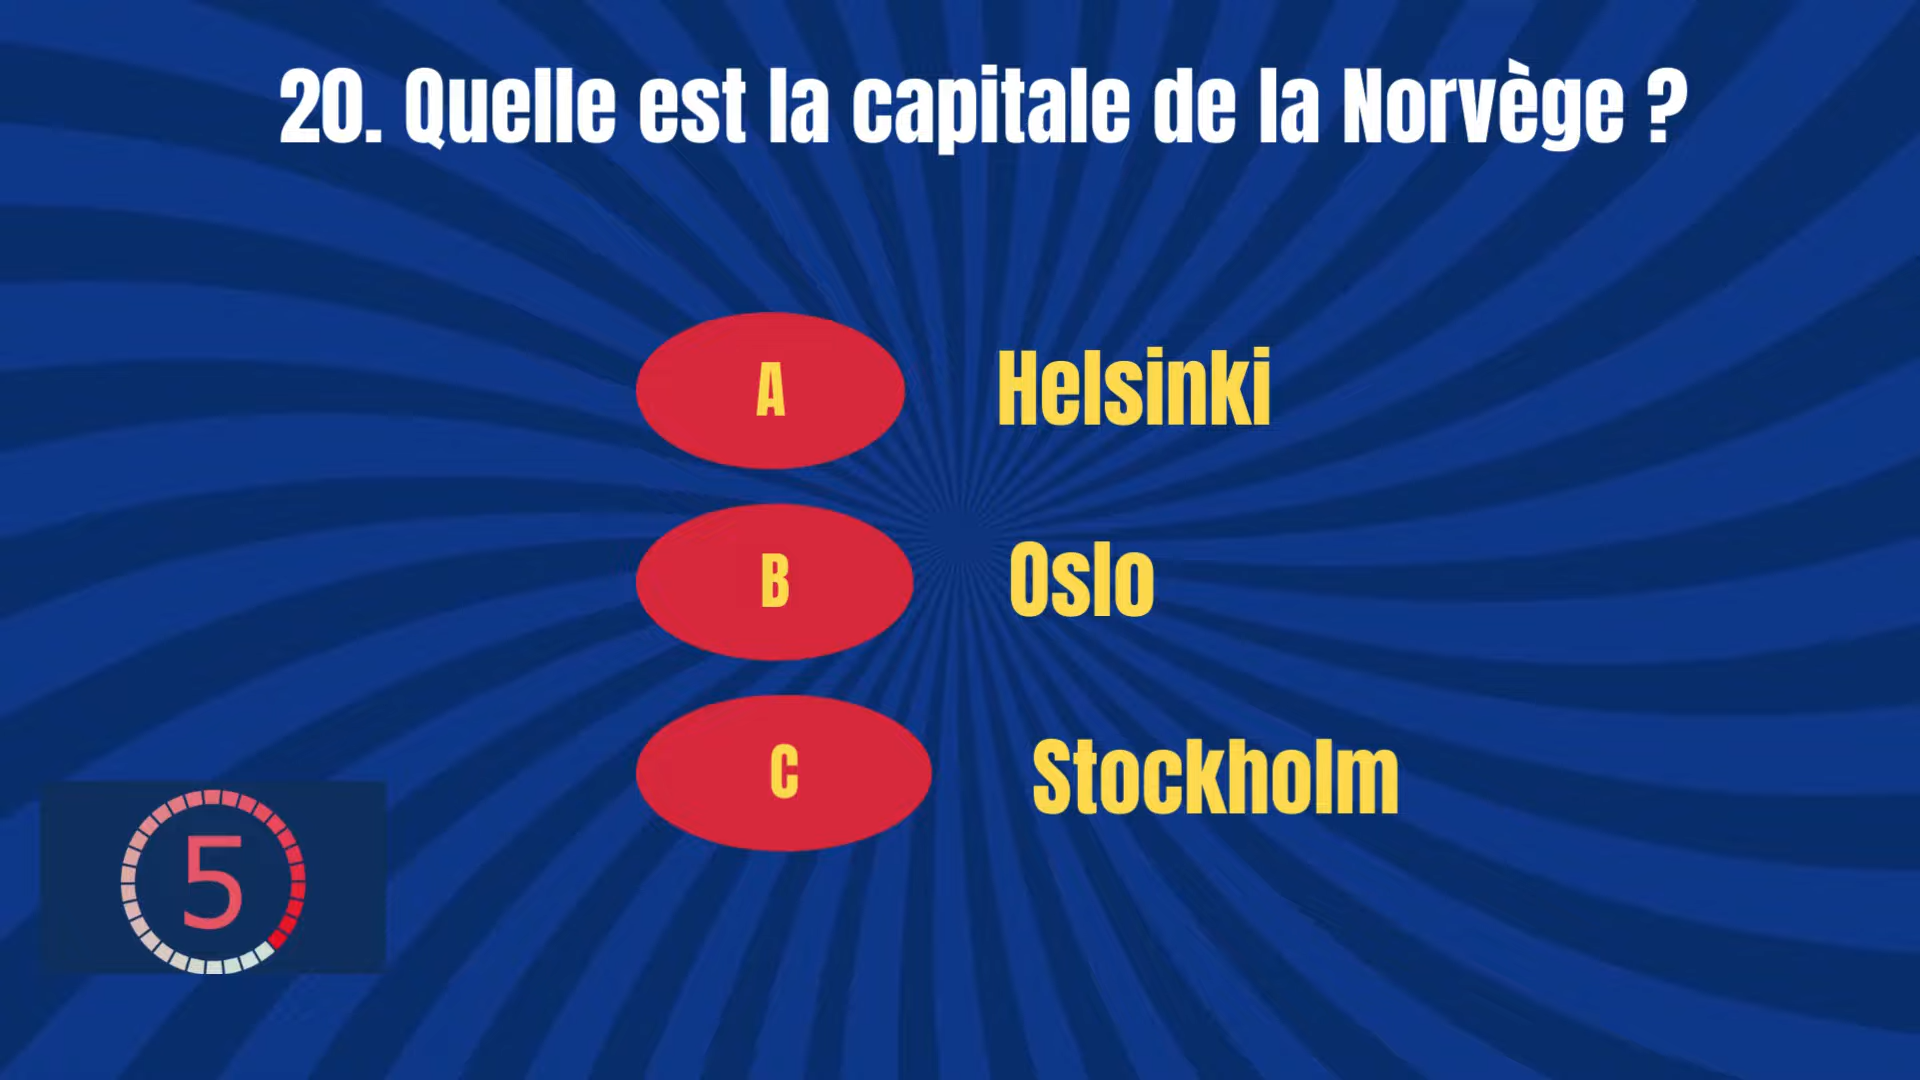 20. Quelle est la capitale de la Norvège ?
A Helsinki
B Oslo
C Stockholm
5